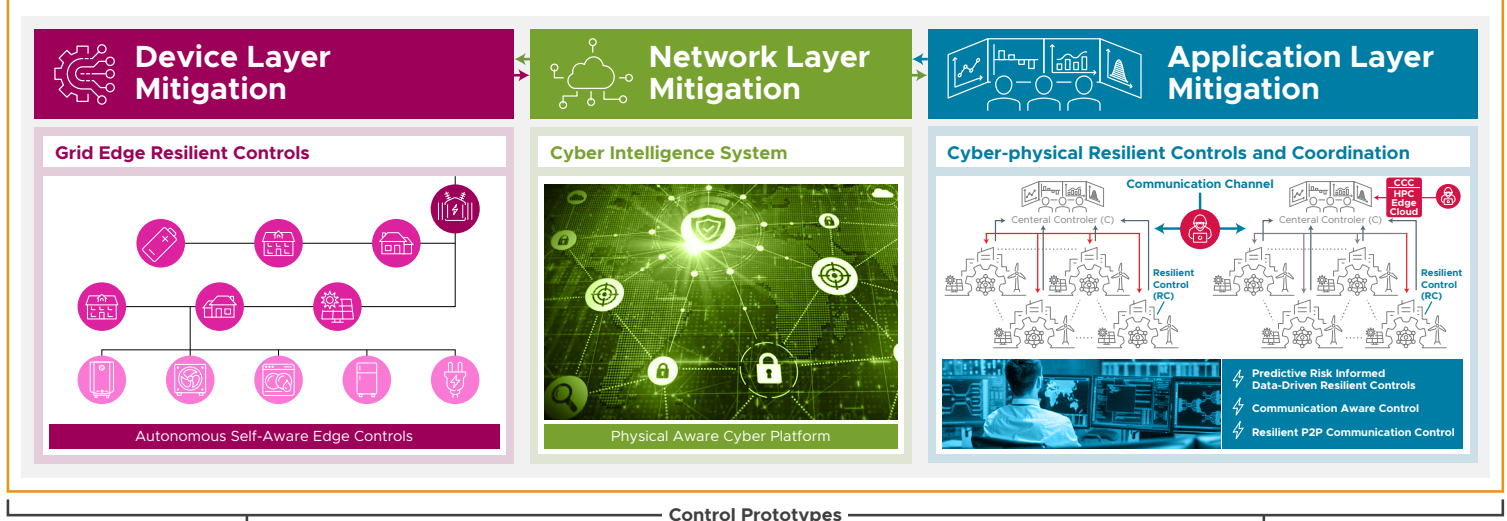 Device Layer
Mitigation
Network Layer
Mitigation
Application Layer
Mitigation
Grid Edge Resilient Controls
Autonomous Self-Aware Edge Controls
Cyber Intelligence System
Physical Aware Cyber Platform
Cyber-physical Resilient Controls and Coordination
Communication Channel
Centeral Controler (C)
Resilient
Control
(RC)
CCC
HPC
Edge
Cloud
Centeral Controler (C)
Resilient
Control
(RC)
Predictive Risk Informed
Data-Driven Resilient Controls
Communication Aware Control
Resilient P2P Communication Control
Control Prototypes